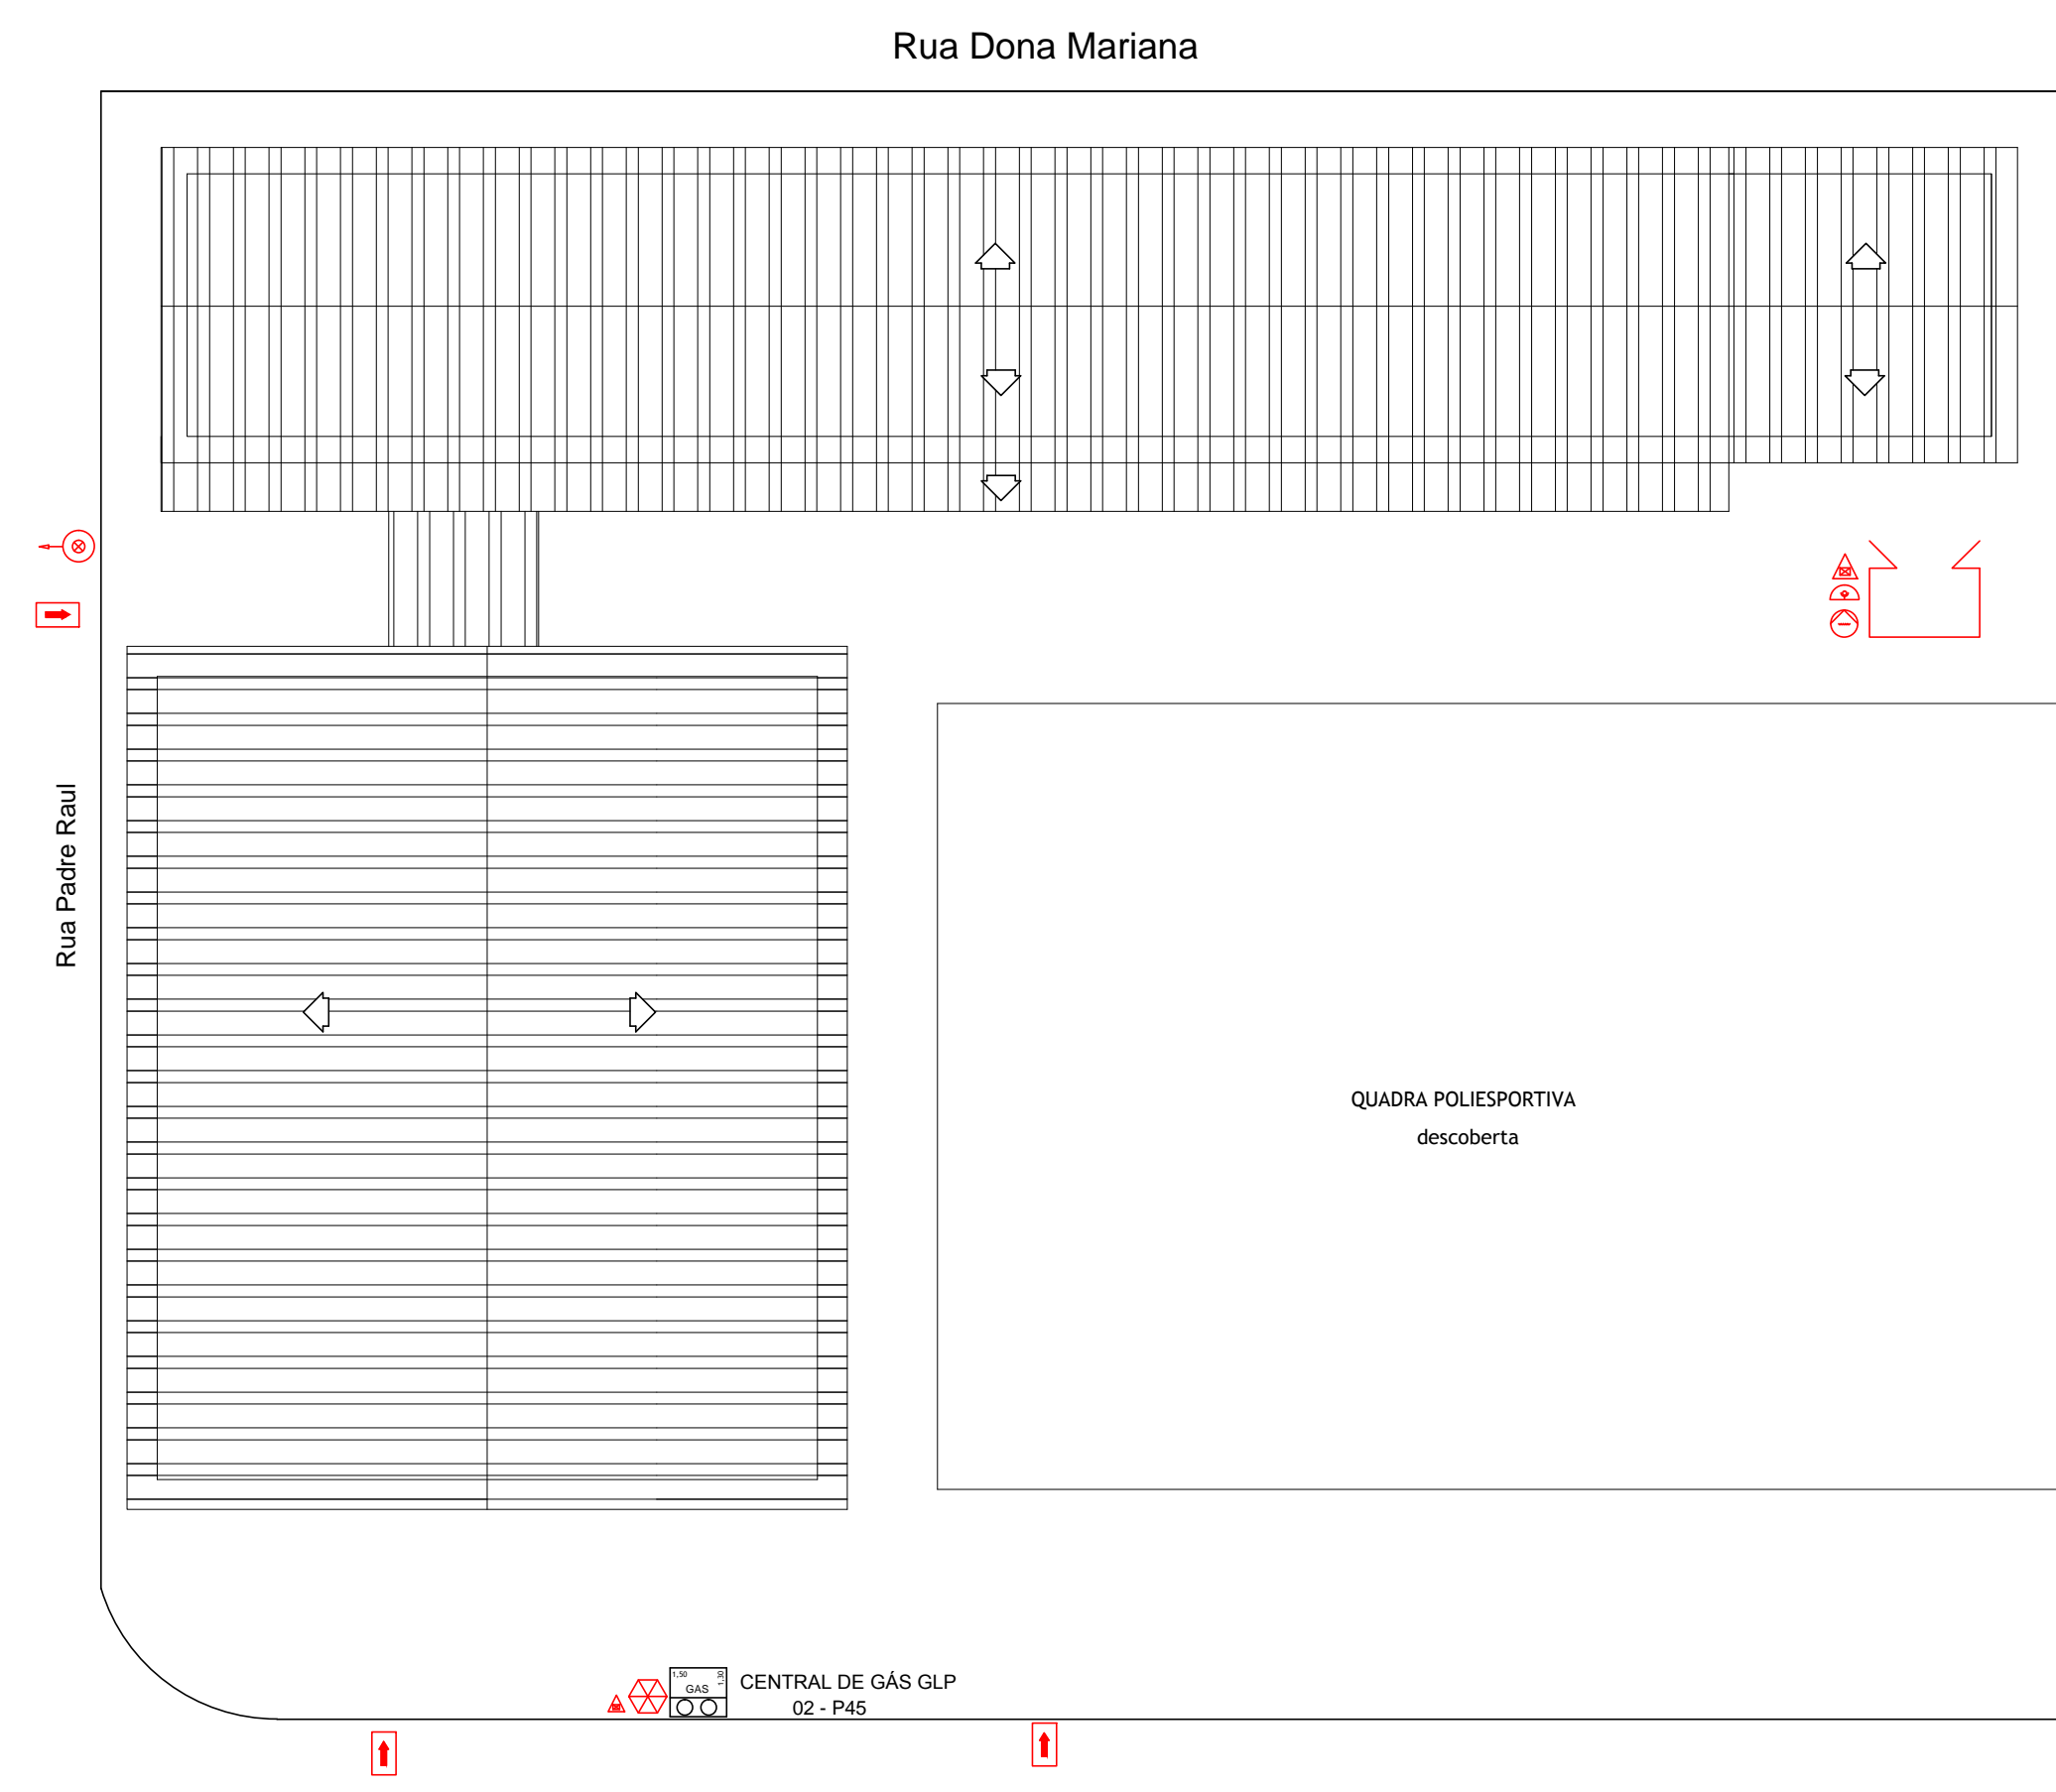 Rua Dona Mariana
Rua Padre Raul
QUADRA POLIESPORTIVA
descoberta
1,50
1,30
GAS
CENTRAL DE GÁS GLP
02 - P45